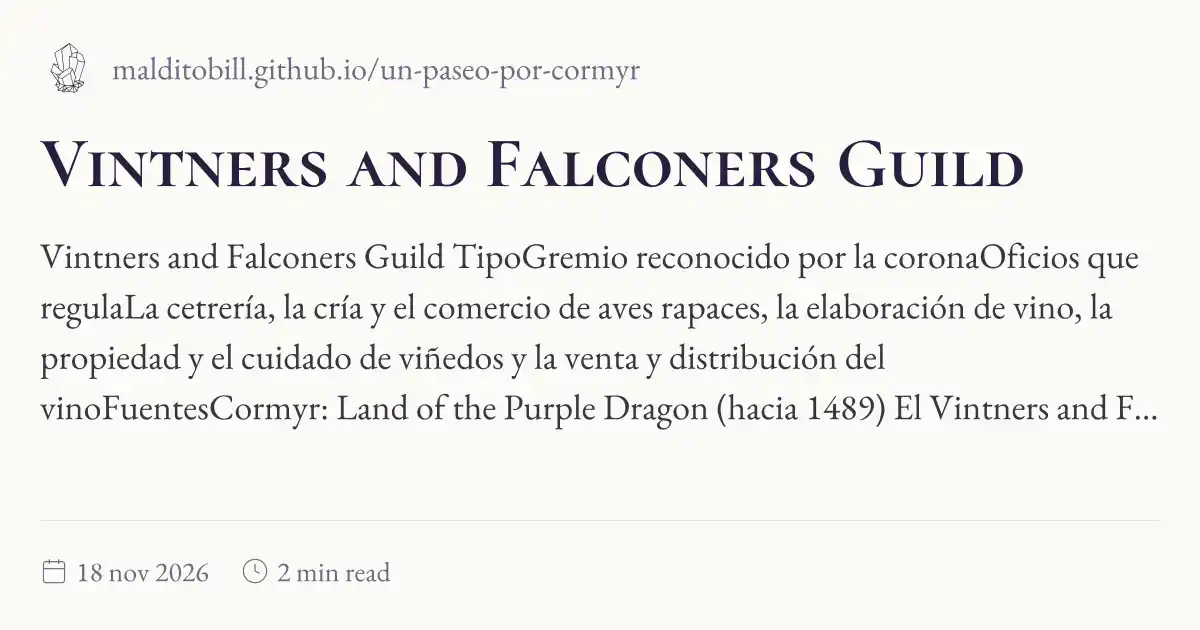 malditobill.github.io/un-paseo-por-cormyr
Vintners and Falconers Guild
Vintners and Falconers Guild TipoGremio reconocido por la coronaOficios que
regulaLa cetrería, la cría y el comercio de aves rapaces, la elaboración de vino, la
propiedad y el cuidado de viñedos y la venta y distribución del
vinoFuentesCormyr: Land of the Purple Dragon (hacia 1489) El Vintners and F...
18 nov 2026
2 min read